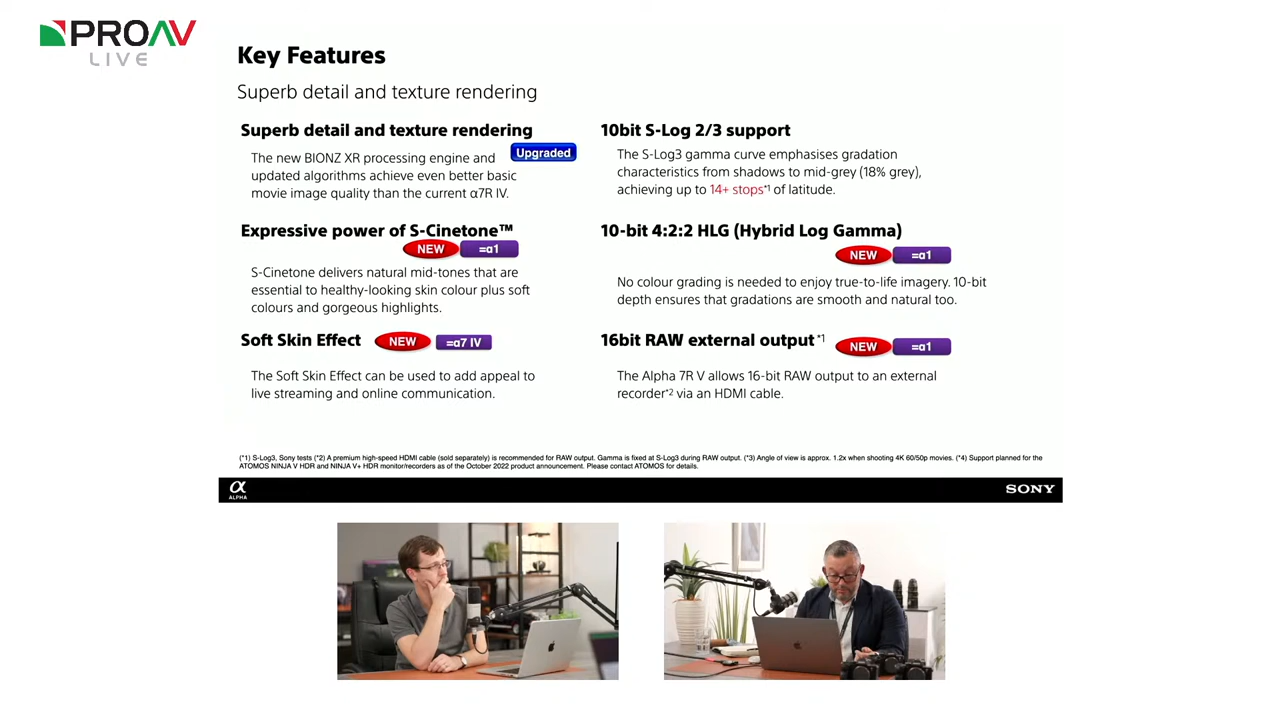 PROAV
LIVE
Key Features
Superb detail and texture rendering
Superb detail and texture rendering
Upgraded
The new BIONZ XR processing engine and
updated algorithms achieve even better basic
movie image quality than the current α7R IV.
Expressive power of S-Cinetone™
NEW =α1
S-Cinetone delivers natural mid-tones that are
essential to healthy-looking skin colour plus soft
colours and gorgeous highlights.
Soft Skin Effect NEW =α7 IV
The Soft Skin Effect can be used to add appeal to
live streaming and online communication.
10bit S-Log 2/3 support
The S-Log3 gamma curve emphasises gradation
characteristics from shadows to mid-grey (18% grey),
achieving up to 14+ stops*1 of latitude.
10-bit 4:2:2 HLG (Hybrid Log Gamma)
NEW =α1
No colour grading is needed to enjoy true-to-life imagery. 10-bit
depth ensures that gradations are smooth and natural too.
16bit RAW external output*1 NEW =α1
The Alpha 7R V allows 16-bit RAW output to an external
recorder*2 via an HDMI cable.
(*1) S-Log3, Sony tests (*2) A premium high-speed HDMI cable (sold separately) is recommended for RAW output. Gamma is fixed at S-Log3 during RAW output. (*3) Angle of view is approx. 1.2x when shooting 4K 60/50p movies. (*4) Support planned for the
ATOMOS NINJA V HDR and NINJA V+ HDR monitor/recorders as of the October 2022 product announcement. Please contact ATOMOS for details.
α
ALPHA
SONY